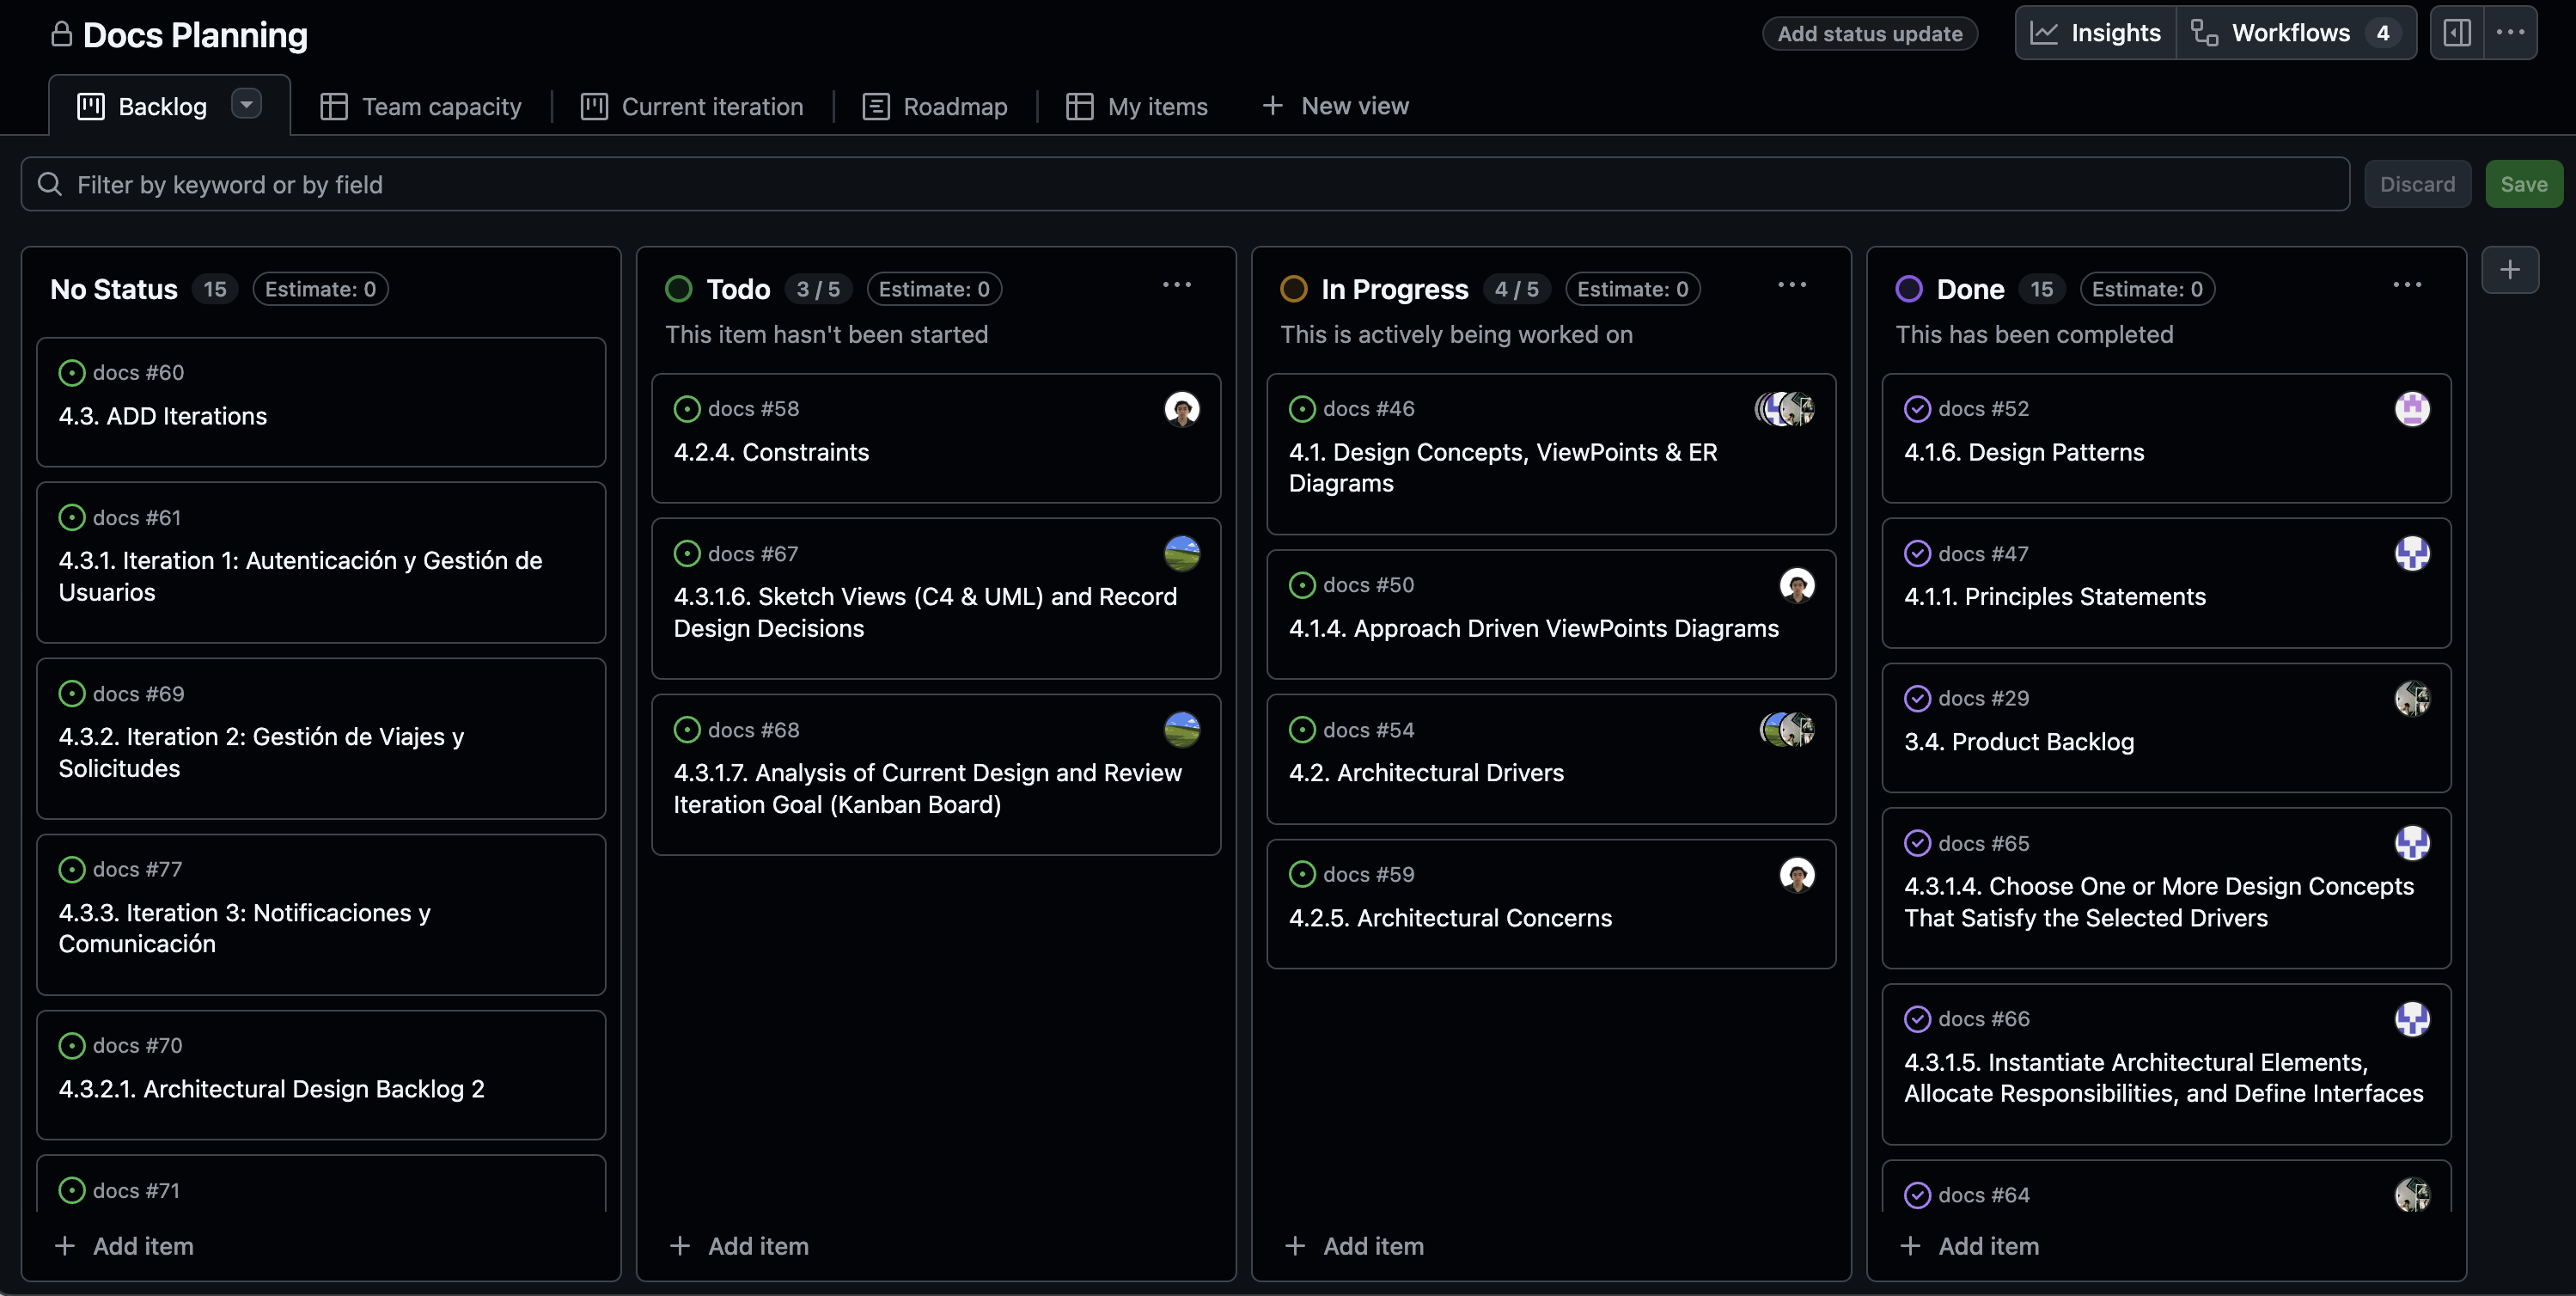 Docs Planning
Add status update
Insights
Workflows 4
Backlog
Team capacity
Current iteration
Roadmap
My items
New view
Filter by keyword or by field
Discard
Save
No Status 15 Estimate: 0
docs #60
4.3. ADD Iterations
docs #61
4.3.1. Iteration 1: Autenticación y Gestión de
Usuarios
docs #69
4.3.2. Iteration 2: Gestión de Viajes y
Solicitudes
docs #77
4.3.3. Iteration 3: Notificaciones y
Comunicación
docs #70
4.3.2.1. Architectural Design Backlog 2
docs #71
Add item
Todo 3 / 5 Estimate: 0
This item hasn't been started
docs #58
4.2.4. Constraints
docs #67
4.3.1.6. Sketch Views (C4 & UML) and Record
Design Decisions
docs #68
4.3.1.7. Analysis of Current Design and Review
Iteration Goal (Kanban Board)
Add item
In Progress 4 / 5 Estimate: 0
This is actively being worked on
docs #46
4.1. Design Concepts, ViewPoints & ER
Diagrams
docs #50
4.1.4. Approach Driven ViewPoints Diagrams
docs #54
4.2. Architectural Drivers
docs #59
4.2.5. Architectural Concerns
Add item
Done 15 Estimate: 0
This has been completed
docs #52
4.1.6. Design Patterns
docs #47
4.1.1. Principles Statements
docs #29
3.4. Product Backlog
docs #65
4.3.1.4. Choose One or More Design Concepts
That Satisfy the Selected Drivers
docs #66
4.3.1.5. Instantiate Architectural Elements,
Allocate Responsibilities, and Define Interfaces
docs #64
Add item